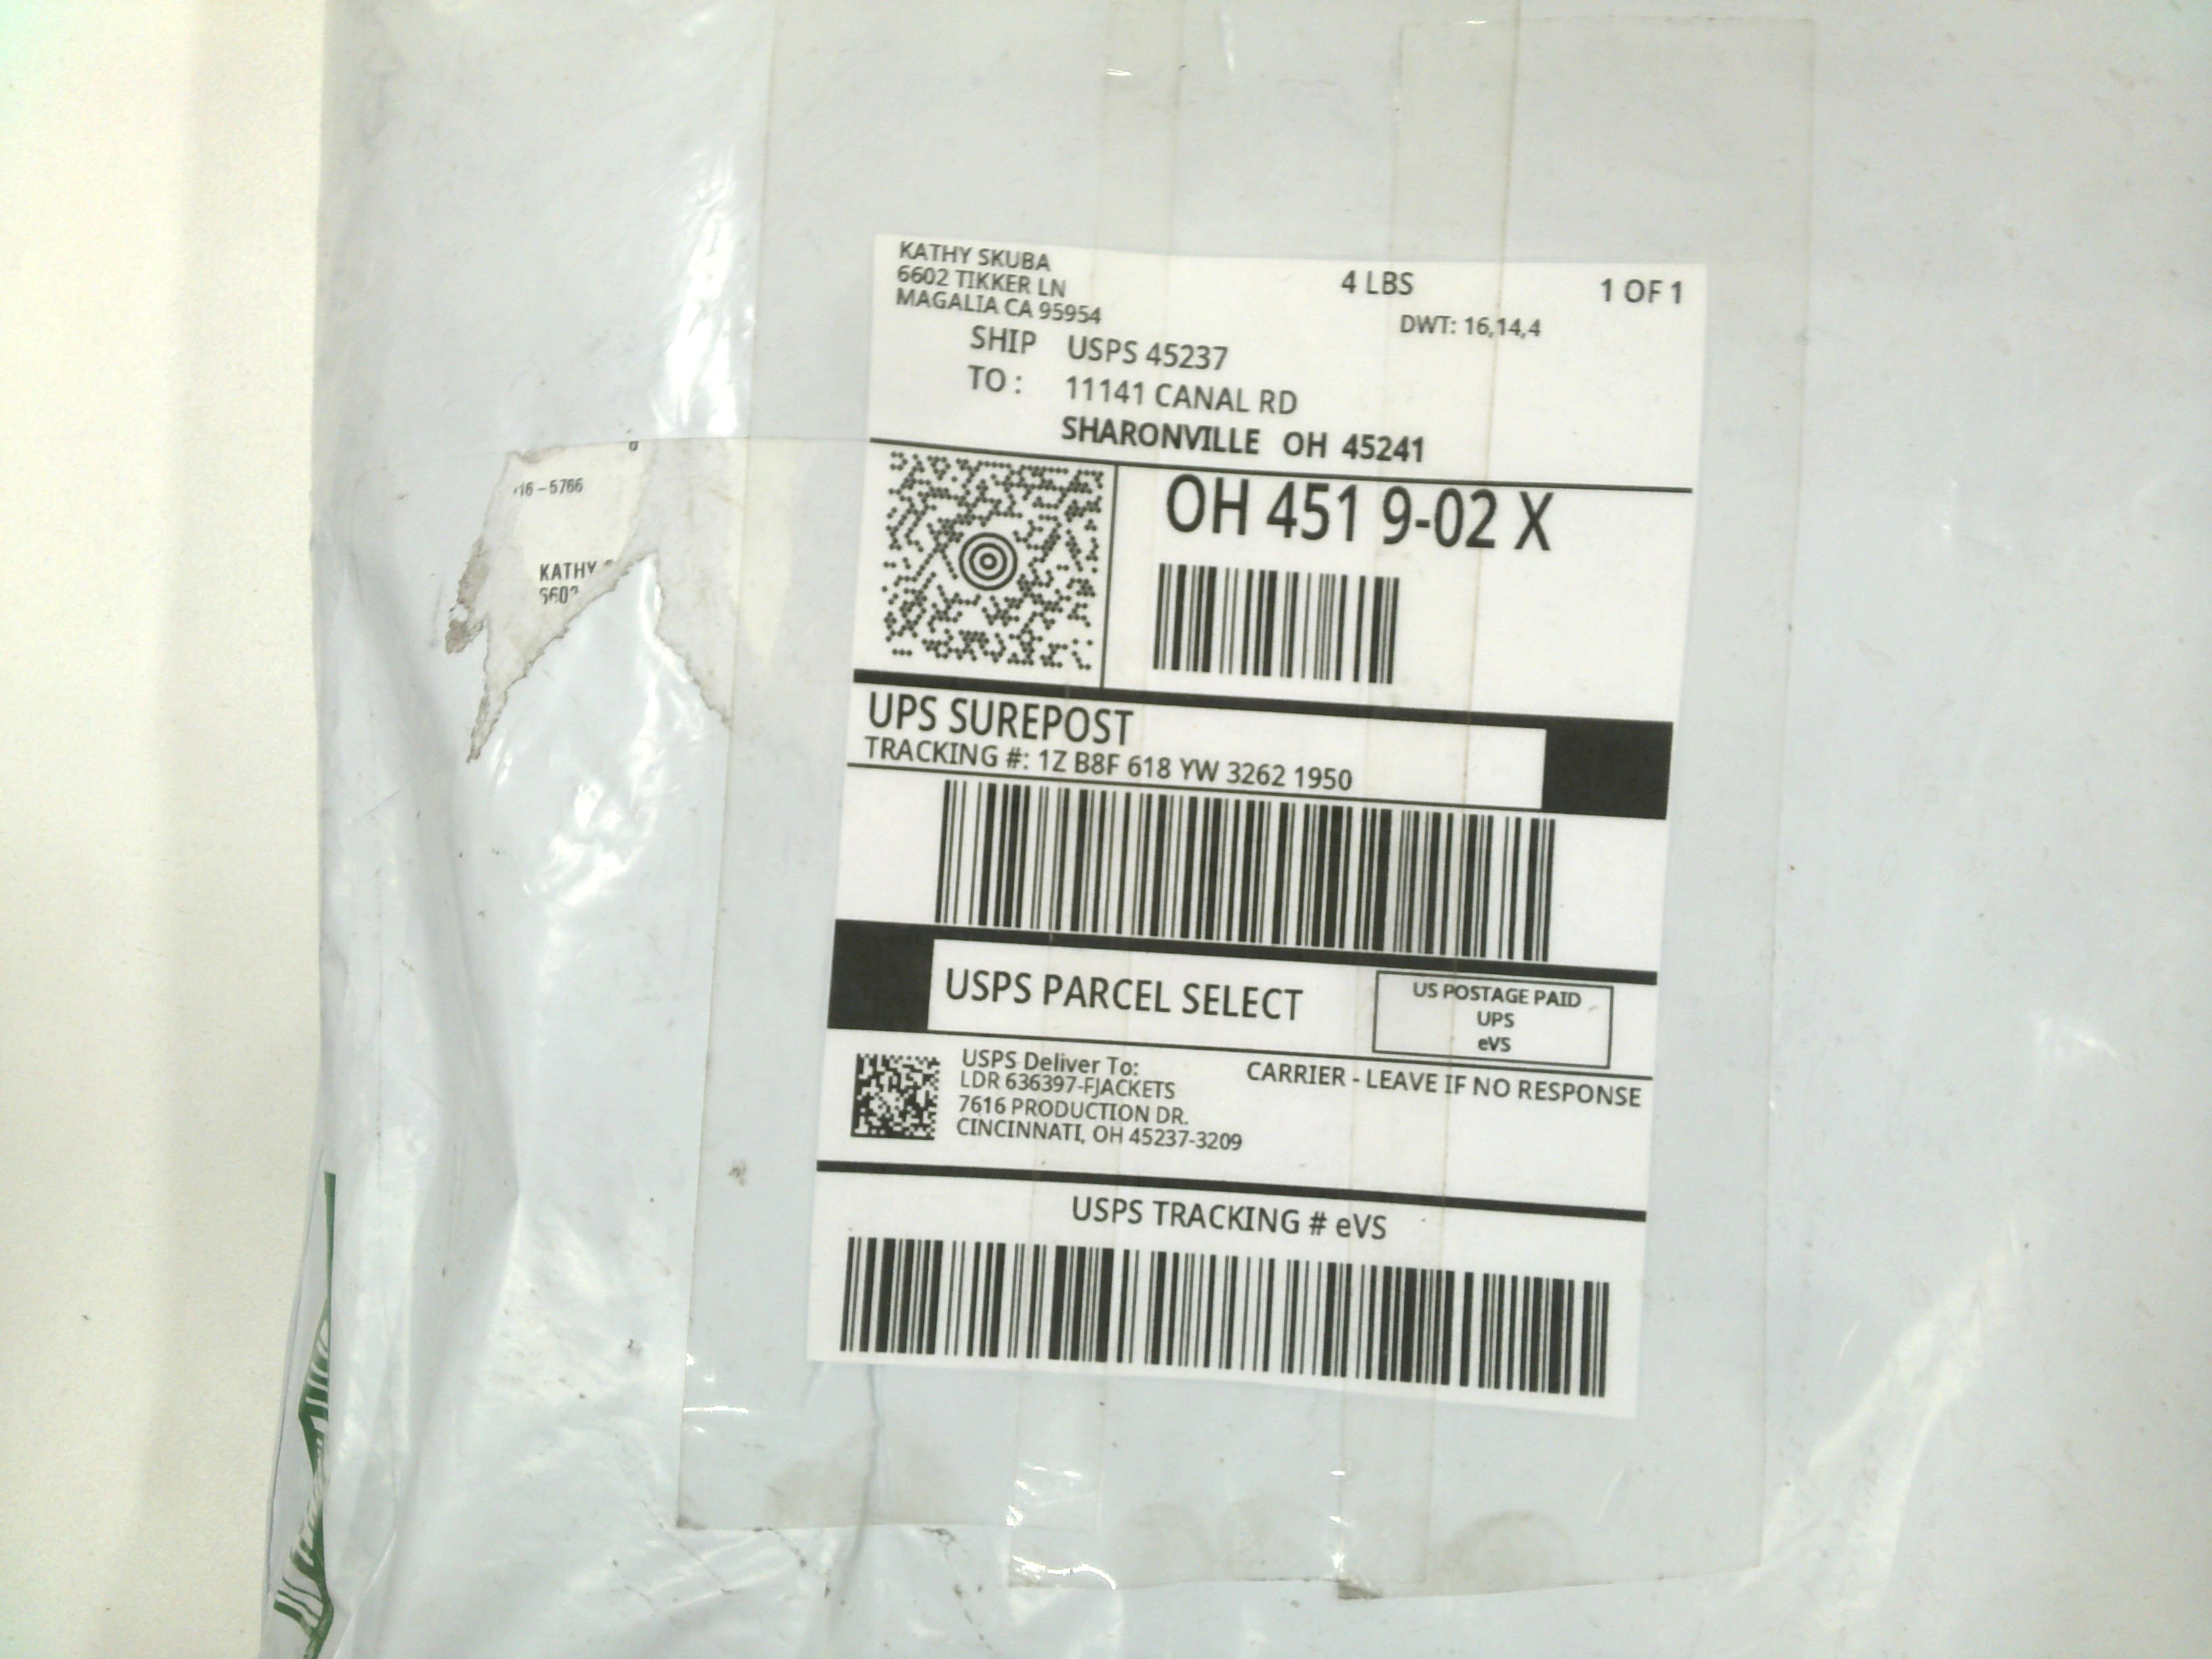 KATHY SKUBA
6602 TIKKER LN
MAGALIA CA 95954
4 LBS
1 OF 1
DWT: 16,14,4
SHIP TO :
USPS 45237
11141 CANAL RD
SHARONVILLE OH 45241
16-5766
KATHY
OH 451 9-02 X
UPS SUREPOST
TRACKING #: 1Z B8F 618 YW 3262 1950
USPS PARCEL SELECT
US POSTAGE PAID
UPS
eVS
USPS Deliver To:
LDR 636397-FJACKETS
7616 PRODUCTION DR.
CINCINNATI, OH 45237-3209
CARRIER - LEAVE IF NO RESPONSE
USPS TRACKING # eVS